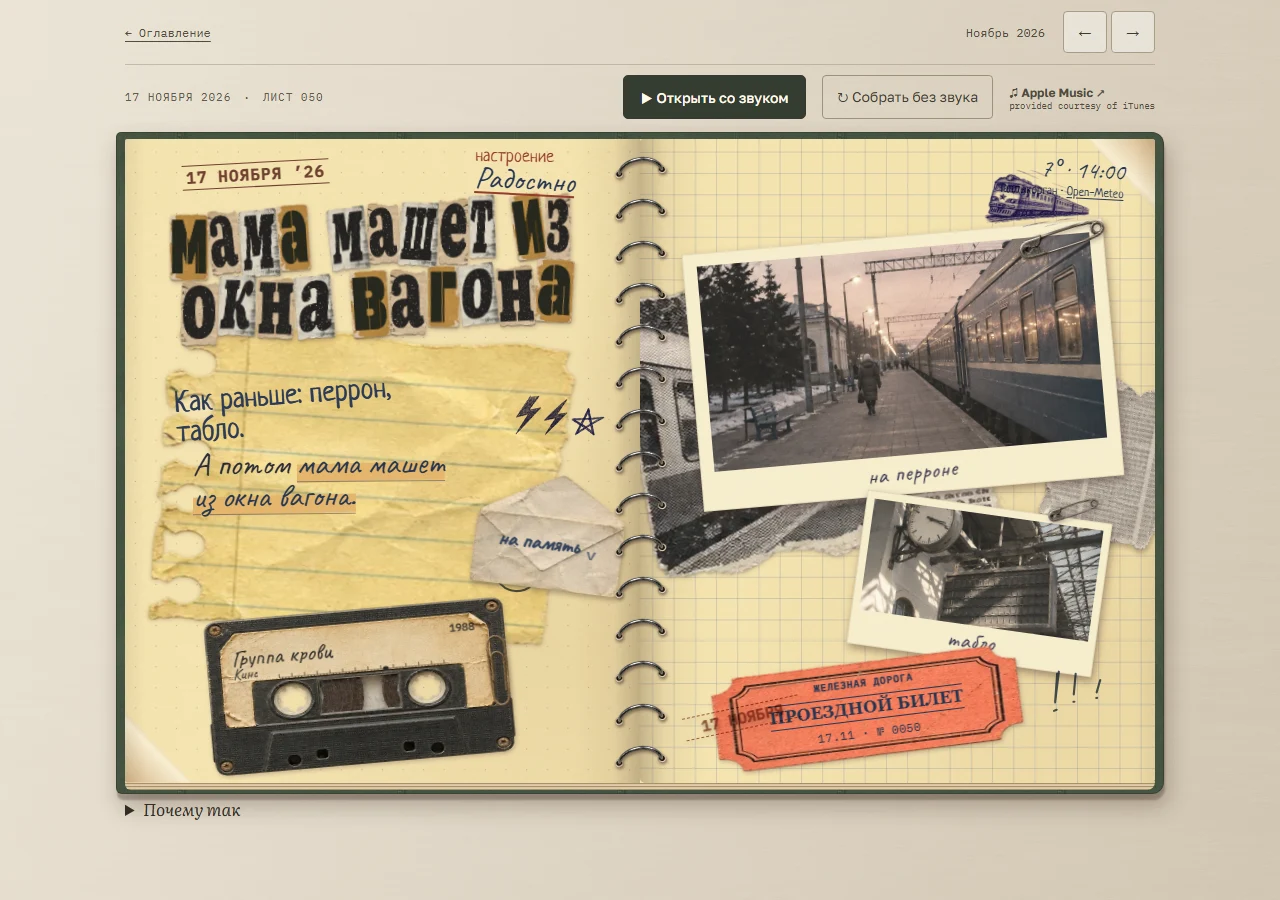 ← Оглавление
Ноябрь 2026
←
→
17 НОЯБРЯ 2026 · ЛИСТ 050
▶ Открыть со звуком
↻ Собрать без звука
♫ Apple Music ↗
provided courtesy of iTunes
17 НОЯБРЯ ’26
настроение
Радостно
мама машет из
окна вагона
Как раньше: перрон,
табло.
А потом мама машет
из окна вагона.
на память
1988
Группа крови
Кино
7° · 14:00
· Open-Meteo
на перроне
табло
ЖЕЛЕЗНАЯ ДОРОГА
ПРОЕЗДНОЙ БИЛЕТ
17.11 · № 0050
17 НОЯБРЯ
! ! !
▶ Почему так